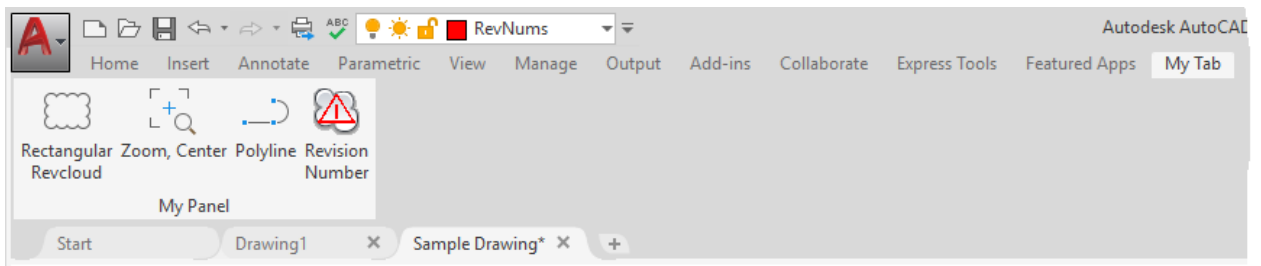 A
ABC
RevNums
Autodesk AutoCAD
Home Insert Annotate Parametric View Manage Output Add-ins Collaborate Express Tools Featured Apps My Tab
Rectangular Zoom, Center Polyline Revision
Revcloud Number
My Panel
Start Drawing1 Sample Drawing*